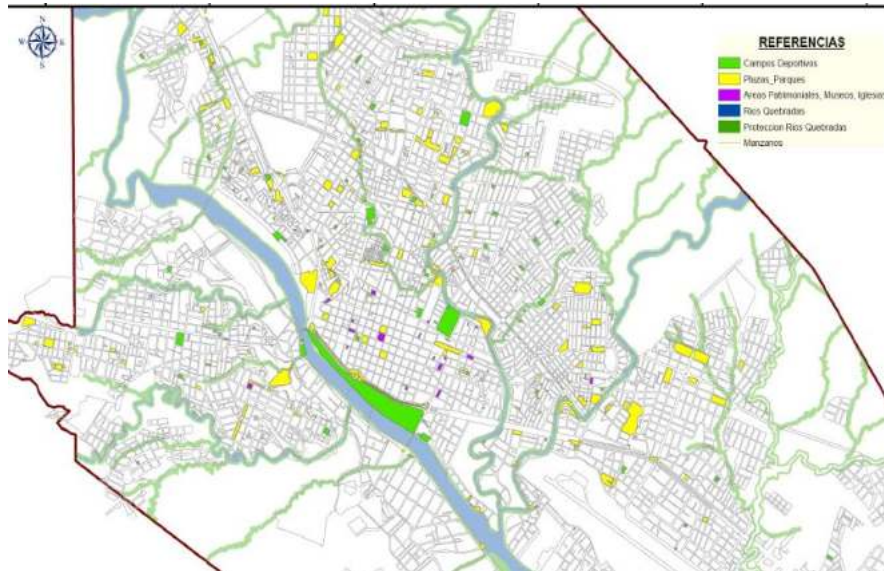 N
W E
S
REFERENCIAS
Campos Deportivos
Plazas_Parques
Areas Patrimoniales, Museos, Iglesias
Rios Quebradas
Proteccion Rios Quebradas
Manzanos